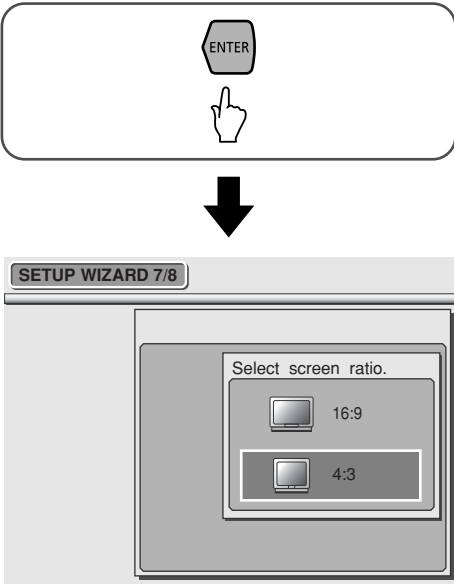 ENTER
SETUP WIZARD 7/8
Select screen ratio.
16:9
4:3